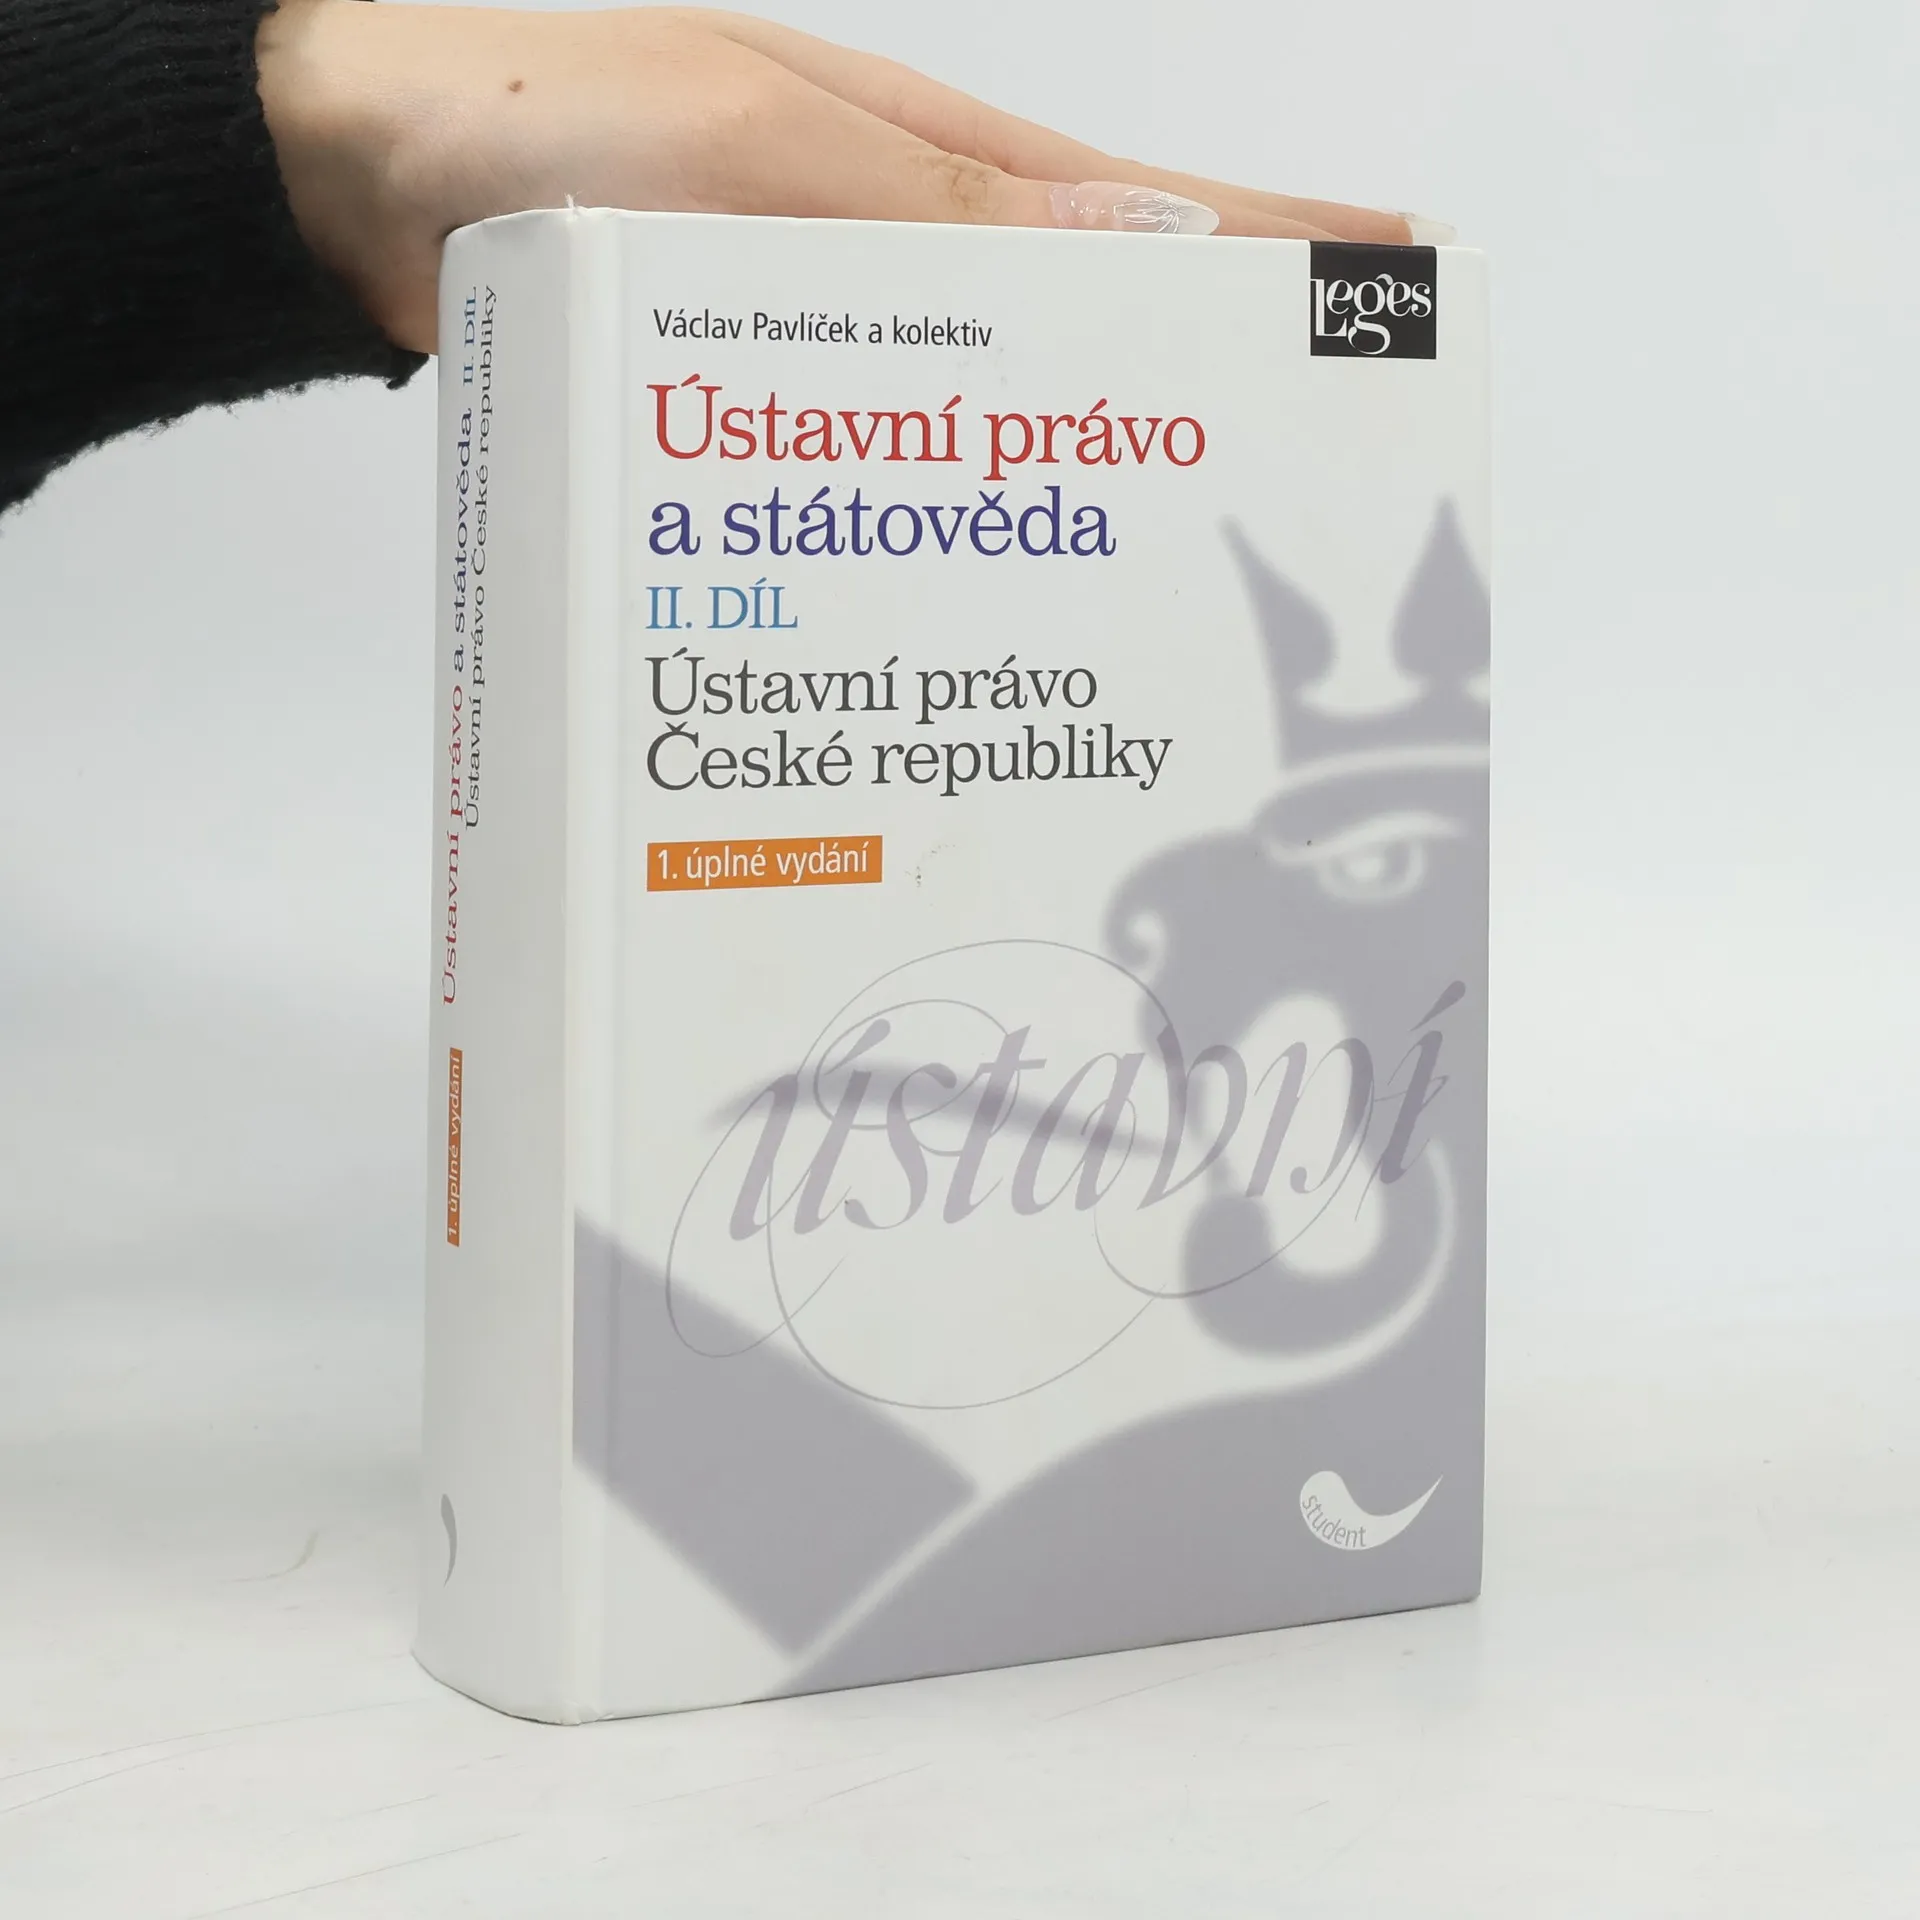 Václav Pavlíček a kolektiv
Leges
Ústavní právo
a státověda
II. DÍL
Ústavní právo
České republiky
1. úplné vydání
ústavní
student
Ústavní právo a státověda II. DÍL
Ústavní právo České republiky
1. úplné vydání